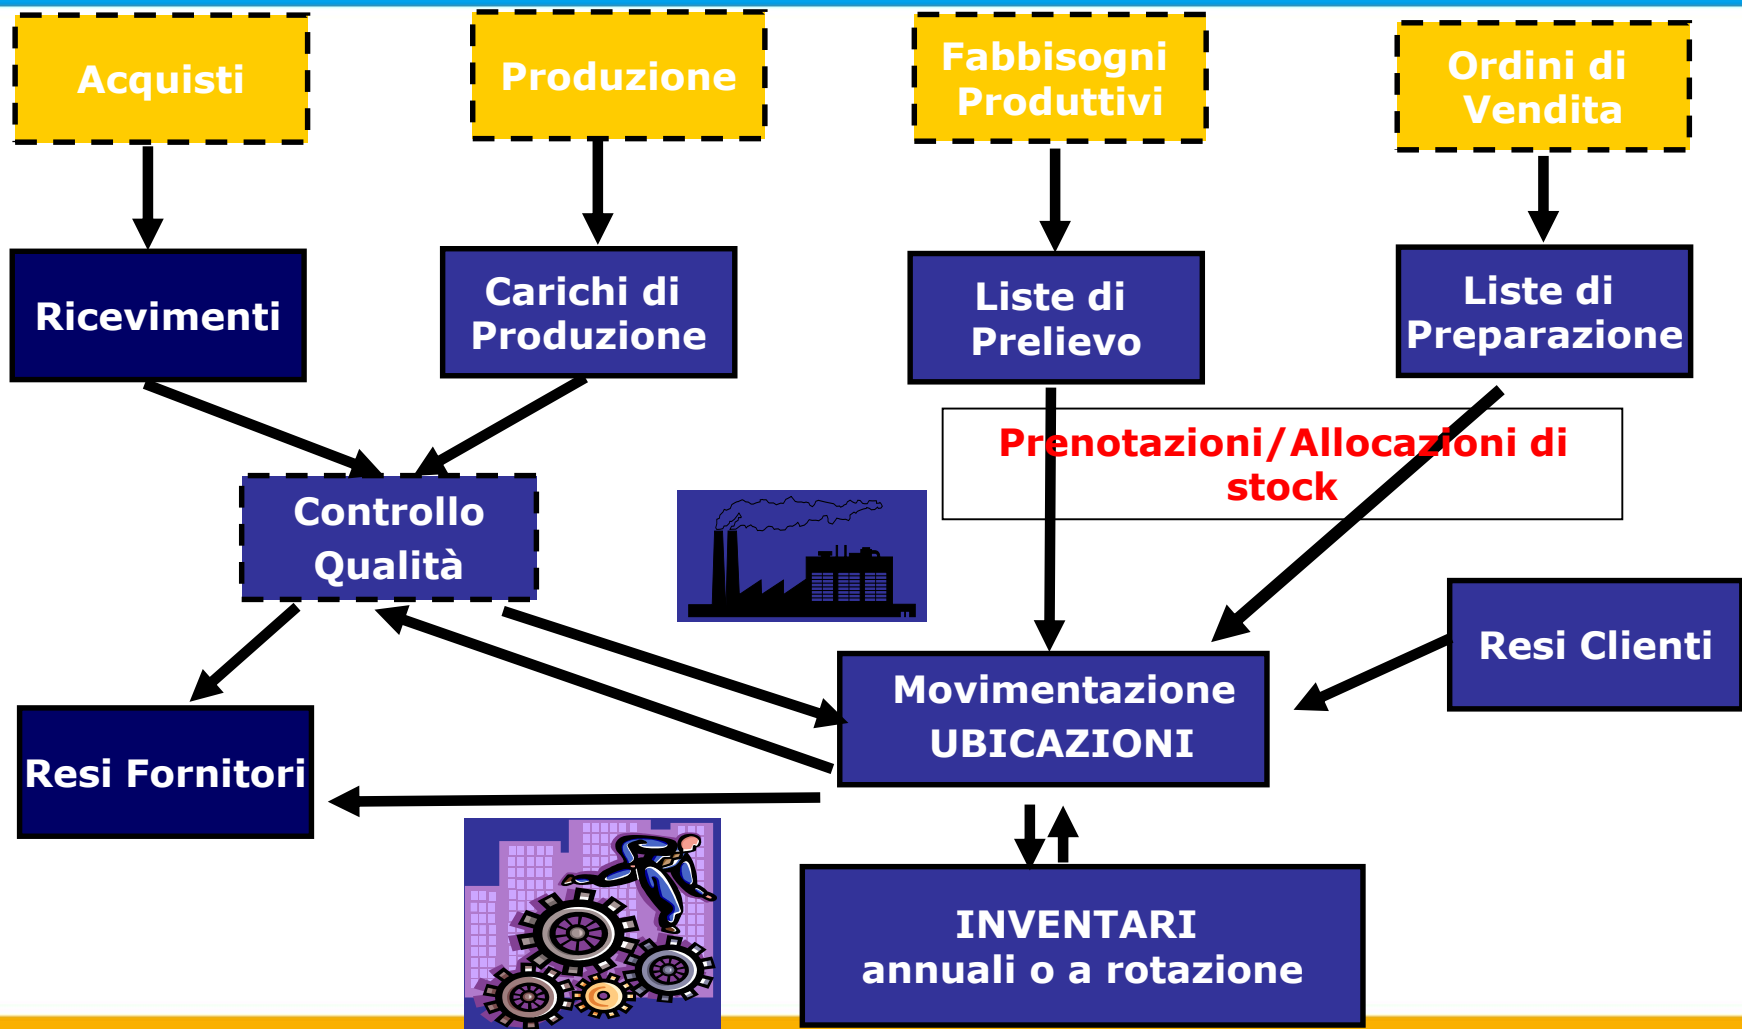 Acquisti
Produzione
Fabbisogni
Produttivi
Ordini di
Vendita
Ricevimenti
Carichi di
Produzione
Liste di
Prelievo
Liste di
Preparazione
Prenotazioni/Allocazioni di
stock
Controllo
Qualità
Resi Clienti
Movimentazione
UBICAZIONI
Resi Fornitori
INVENTARI
annuali o a rotazione